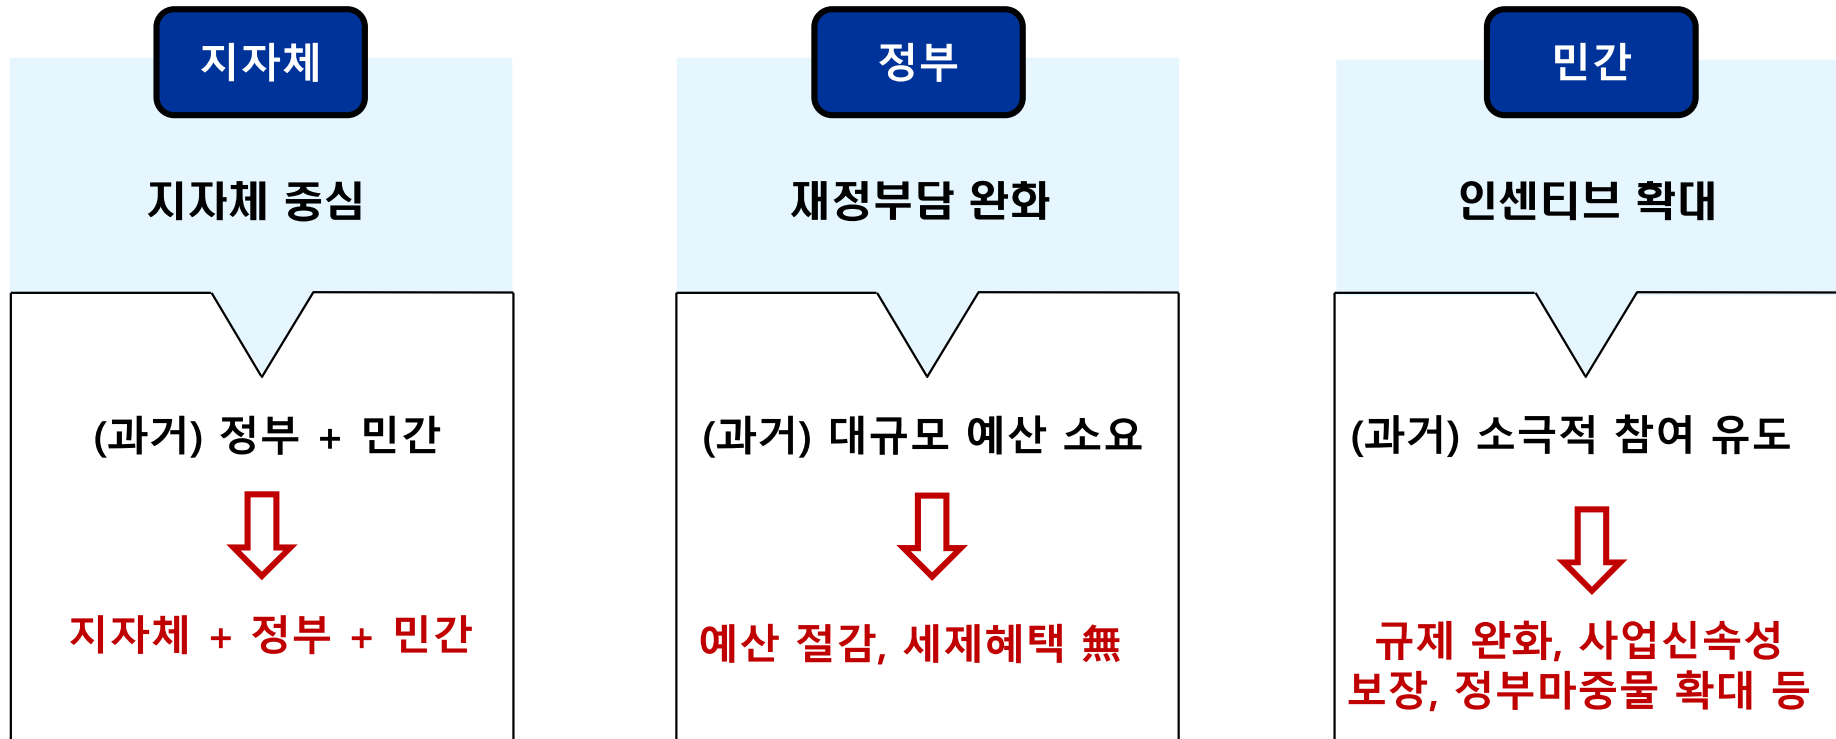 지자체
지자체 중심
(과거) 정부 + 민간
지자체 + 정부 + 민간
정부
재정부담 완화
(과거) 대규모 예산 소요
예산 절감, 세제혜택 無
민간
인센티브 확대
(과거) 소극적 참여 유도
규제 완화, 사업신속성
보장, 정부마중물 확대 등